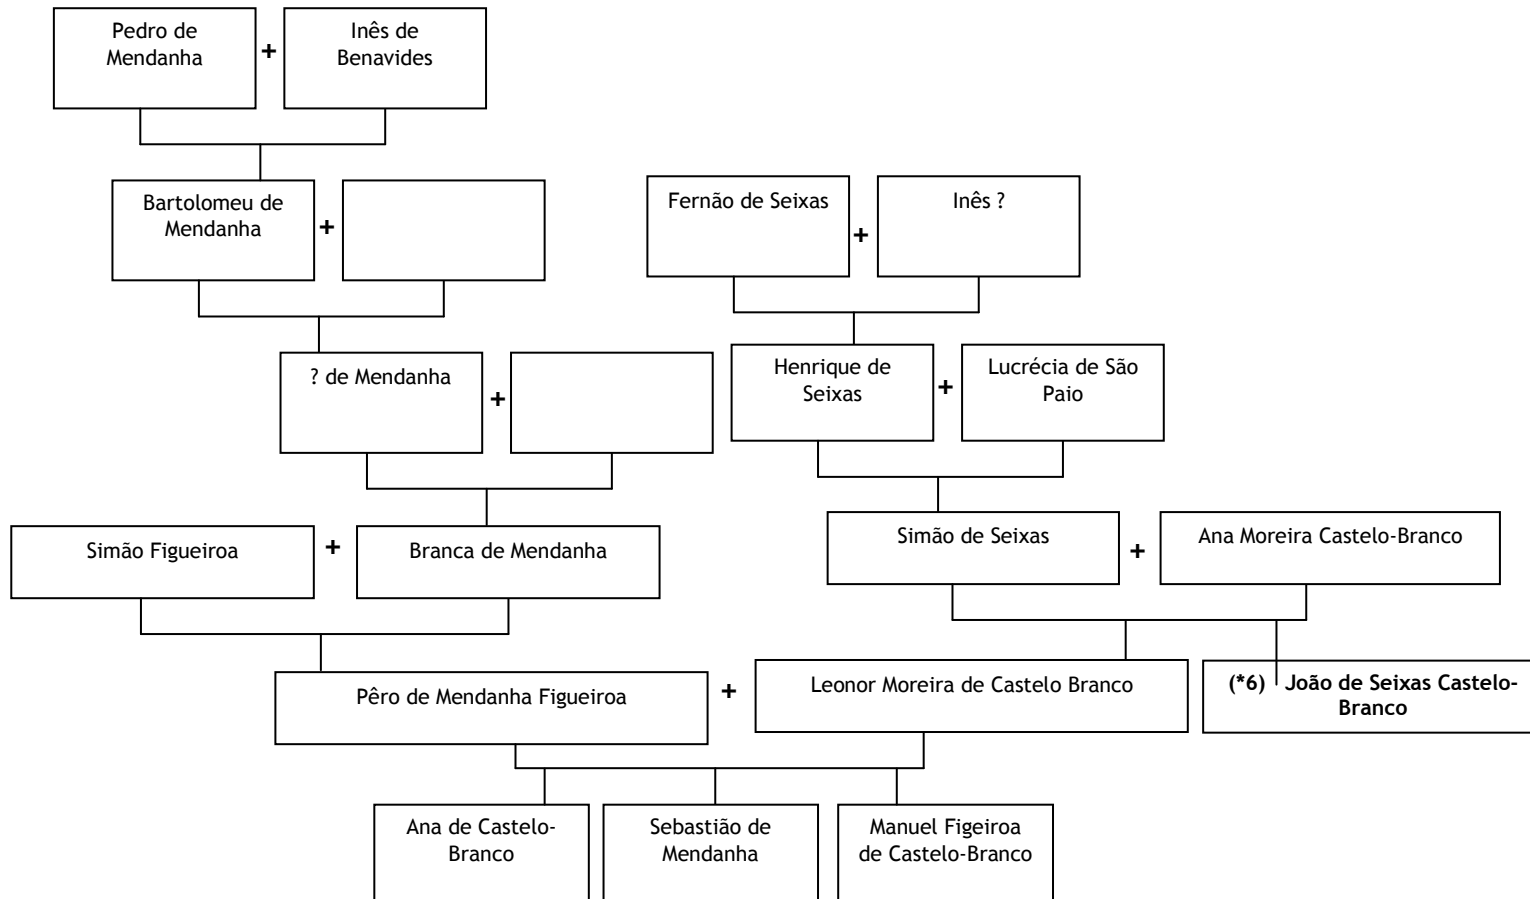 Pedro de
Mendanha
+
Inês de
Benavides
Bartolomeu de
Mendanha
+
Fernão de Seixas
+
Inês ?
? de Mendanha
+
Henrique de
Seixas
+
Lucrécia de São
Paio
Simão Figueiroa
+
Branca de Mendanha
Simão de Seixas
+
Ana Moreira Castelo-Branco
Pêro de Mendanha Figueiroa
+
Leonor Moreira de Castelo Branco
(*6) João de Seixas Castelo-
Branco
Ana de Castelo-
Branco
Sebastião de
Mendanha
Manuel Figeiroa
de Castelo-Branco